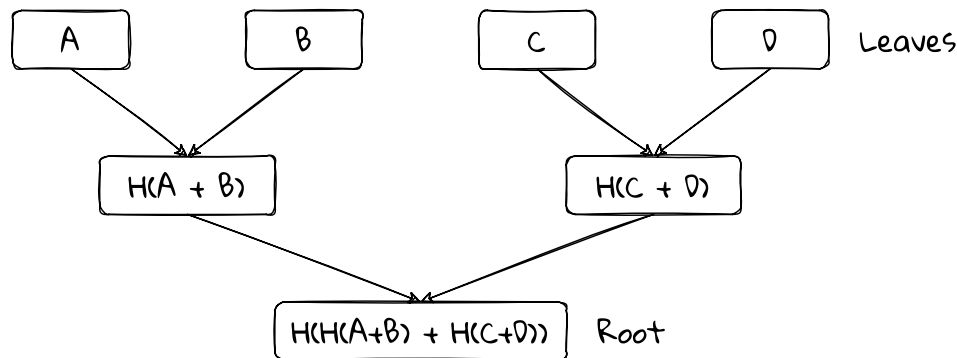 A B C D Leaves
H(A + B) H(C + D)
H(H(A+B) + H(C+D)) Root